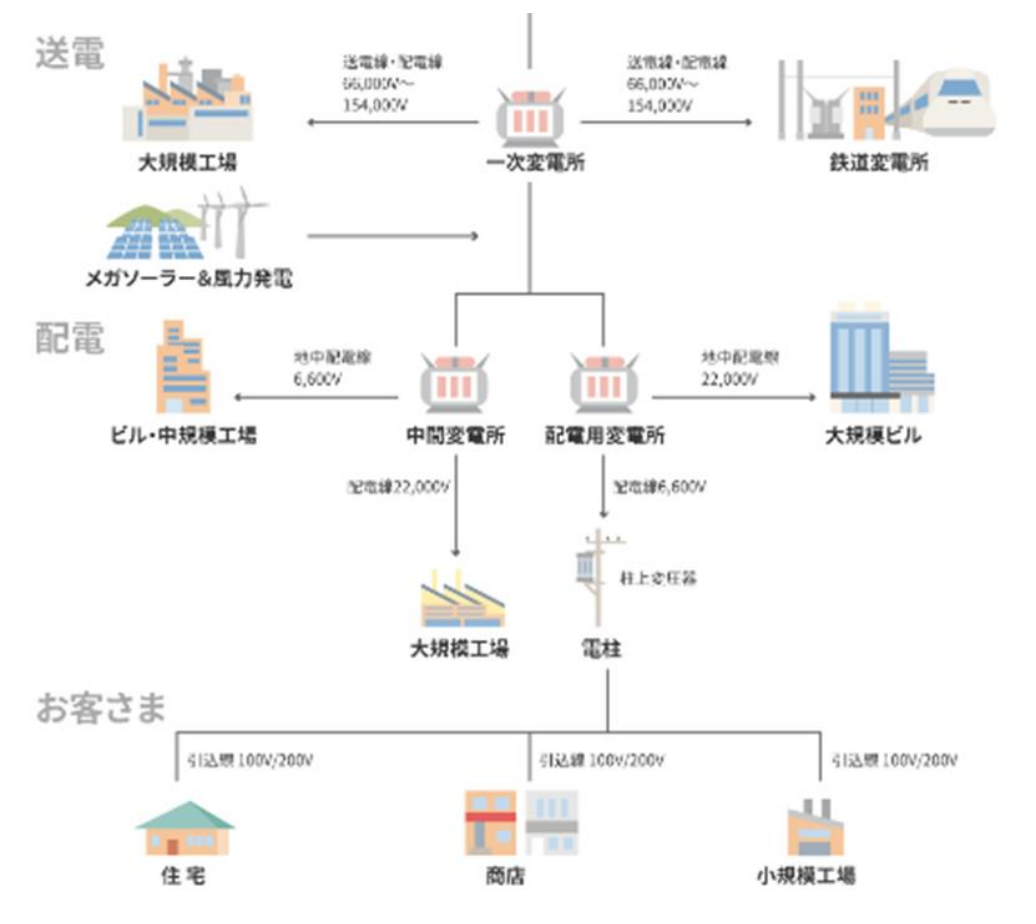 送電
送電線・配電線
66,000V～
154,000V
送電線・配電線
66,000V～
154,000V
大規模工場
一次変電所
鉄道変電所
メガソーラー&風力発電
配電
地中配電線
6,600V
地中配電線
22,000V
ビル・中規模工場
中間変電所
配電用変電所
大規模ビル
配電線22,000V
配電線6,600V
柱上変圧器
大規模工場
電柱
お客さま
引込線 100V/200V
引込線 100V/200V
引込線 100V/200V
住宅
商店
小規模工場